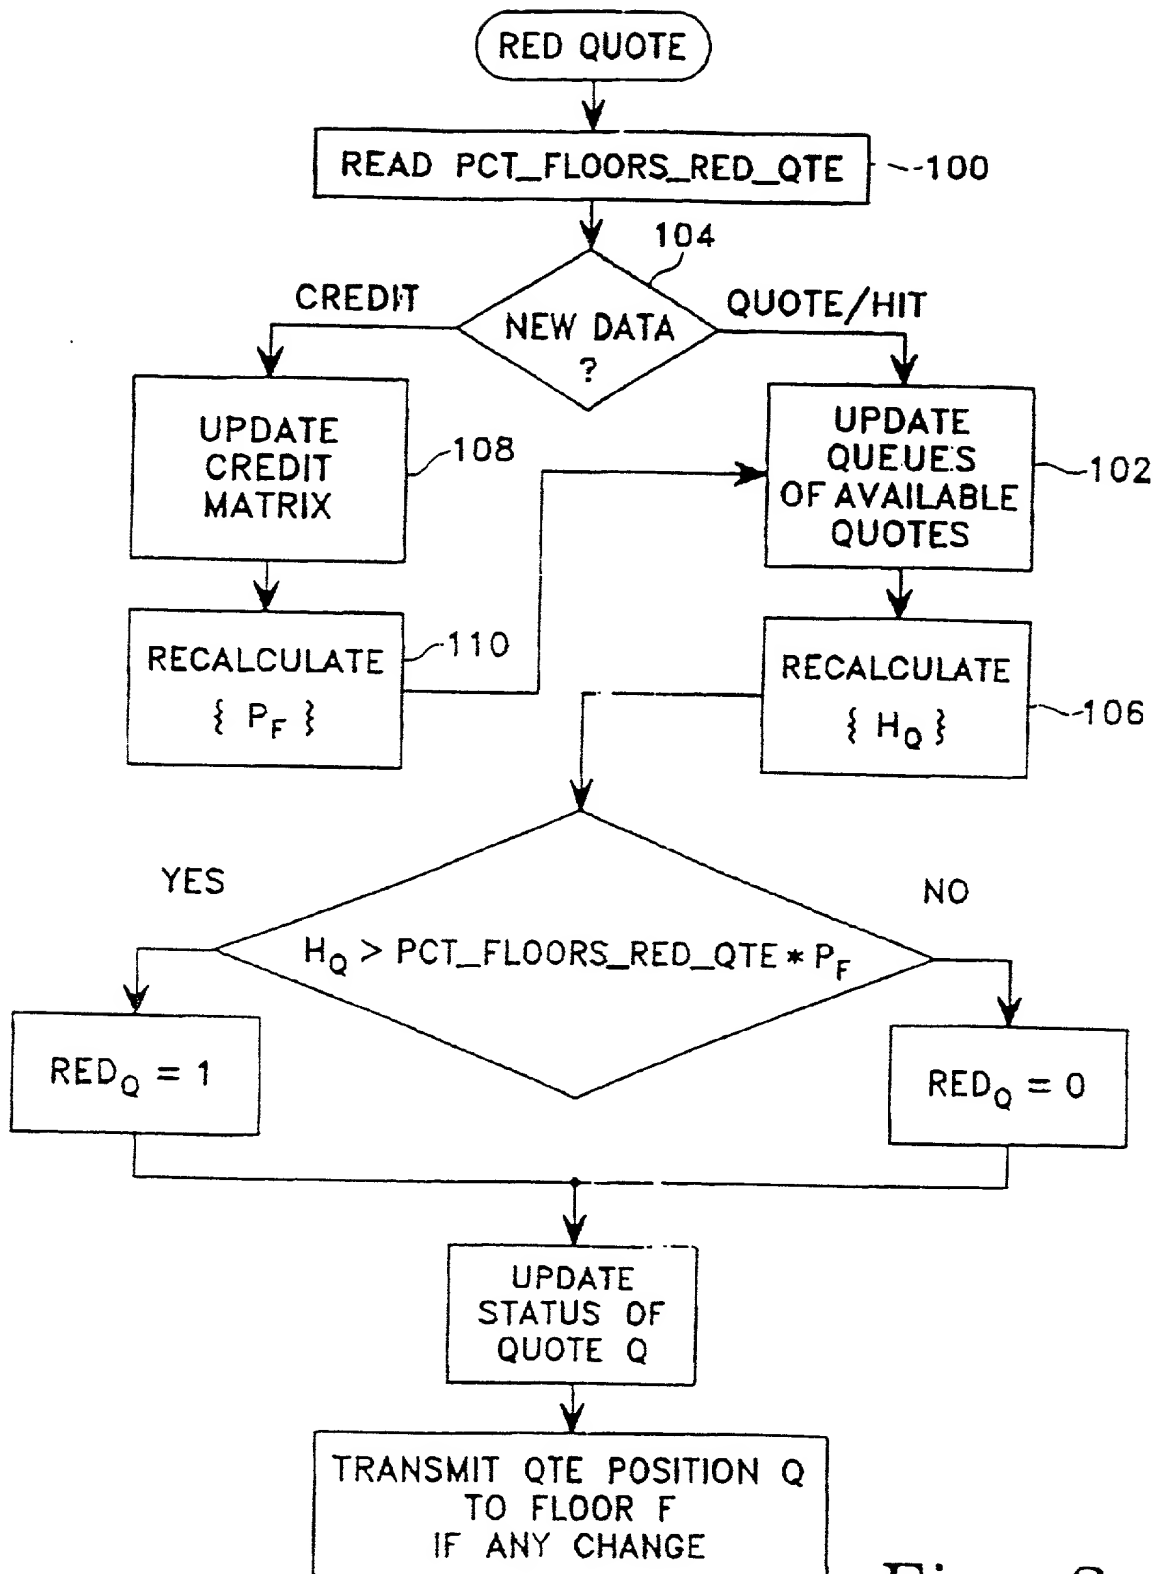 RED QUOTE
READ PCT_FLOORS_RED_QTE
100
104
CREDIT
QUOTE/HIT
NEW DATA
?
UPDATE
CREDIT
MATRIX
108
UPDATE
QUEUES
OF AVAILABLE
QUOTES
102
RECALCULATE
{ P_F }
110
RECALCULATE
{ H_Q }
106
YES
NO
H_Q > PCT_FLOORS_RED_QTE * P_F
RED_Q = 1
RED_Q = 0
UPDATE
STATUS OF
QUOTE Q
TRANSMIT QTE POSITION Q
TO FLOOR F
IF ANY CHANGE